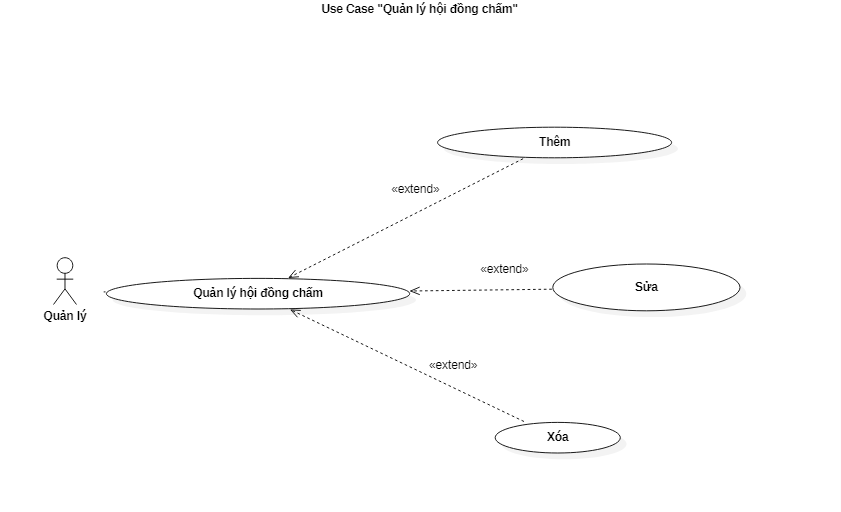 Use Case "Quản lý hội đồng chấm"
Thêm
«extend»
«extend»
Sửa
Quản lý hội đồng chấm
Quản lý
«extend»
Xóa